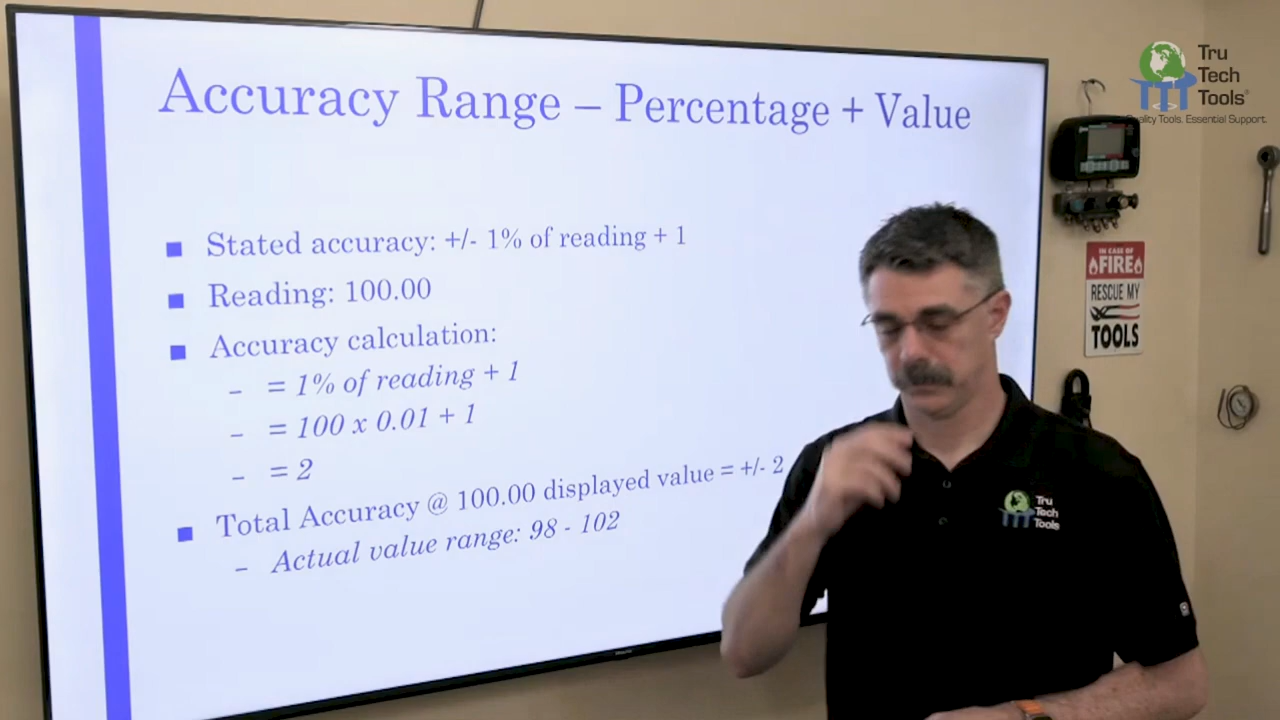 Accuracy Range – Percentage + Value
■ Stated accuracy: +/- 1% of reading + 1
■ Reading: 100.00
■ Accuracy calculation:
– = 1% of reading + 1
– = 100 x 0.01 + 1
– = 2
■ Total Accuracy @ 100.00 displayed value = +/- 2
– Actual value range: 98 - 102
Tru
Tech
Tools®
Quality Tools. Essential Support.
IN CASE OF
FIRE
RESCUE MY
TOOLS
Tru
Tech
Tools